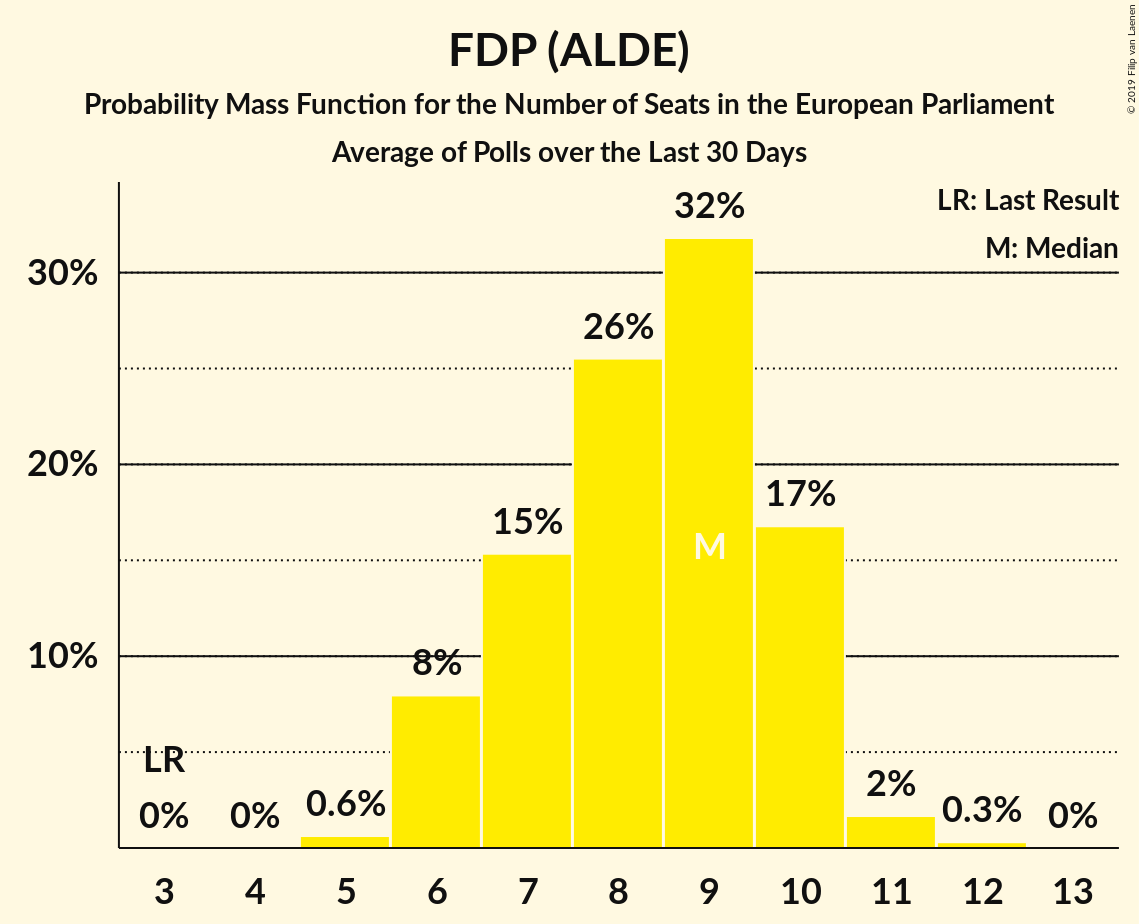 FDP (ALDE)
Probability Mass Function for the Number of Seats in the European Parliament
Average of Polls over the Last 30 Days
© 2019 Filip van Laenen
LR: Last Result
M: Median
30%
20%
10%
LR
0%
0%
0.6%
8%
15%
26%
32%
M
17%
2%
0.3%
0%
3 4 5 6 7 8 9 10 11 12 13